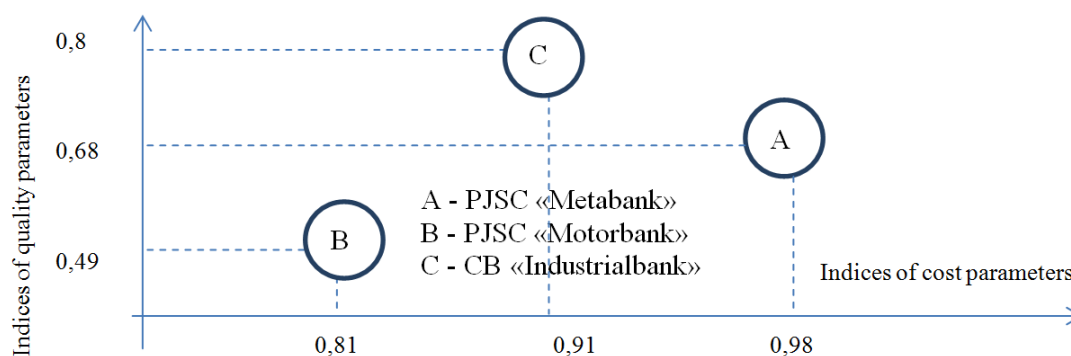 Indices of quality parameters
0,8
0,68
0,49
C
A
B
A - PJSC «Metabank»
B - PJSC «Motorbank»
C - CB «Industrialbank»
Indices of cost parameters
0,81
0,91
0,98